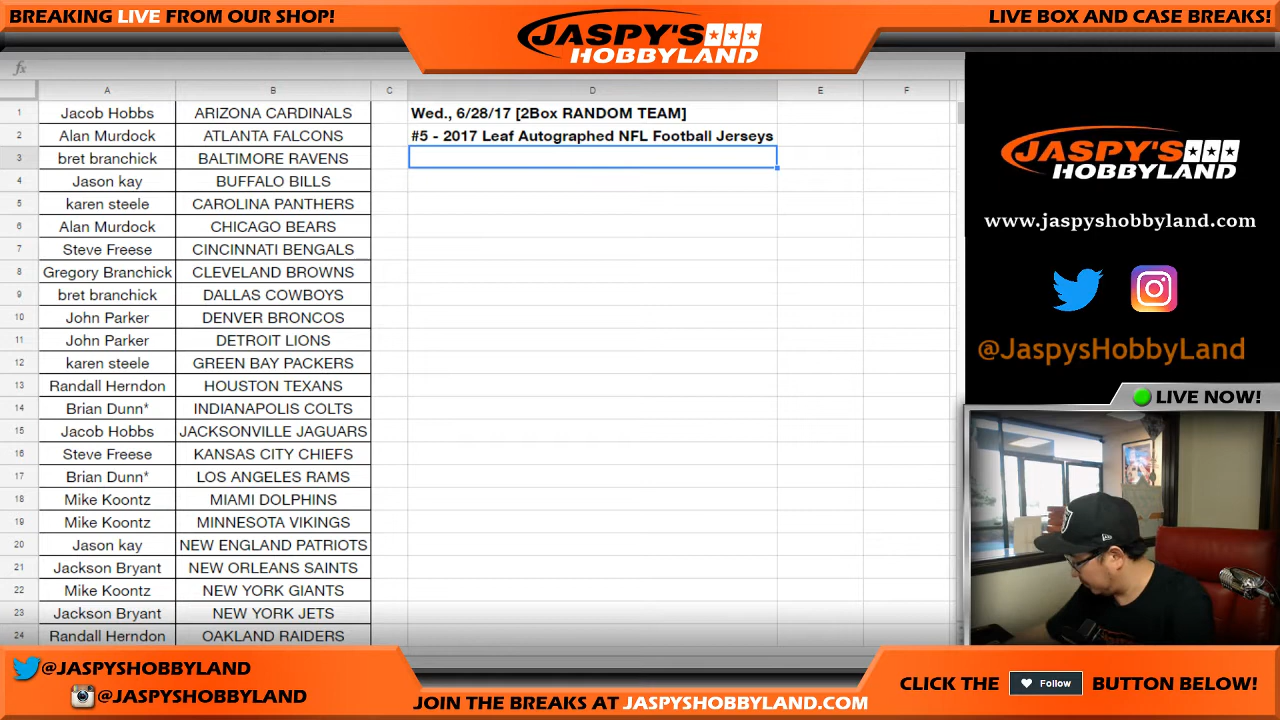 BREAKING LIVE FROM OUR SHOP!
JASPY'S
HOBBYLAND
LIVE BOX AND CASE BREAKS!
fx
A B C D E F
1 Jacob Hobbs ARIZONA CARDINALS Wed., 6/28/17 [2Box RANDOM TEAM]
2 Alan Murdock ATLANTA FALCONS #5 - 2017 Leaf Autographed NFL Football Jerseys
3 bret branchick BALTIMORE RAVENS
4 Jason kay BUFFALO BILLS
5 karen steele CAROLINA PANTHERS
6 Alan Murdock CHICAGO BEARS
7 Steve Freese CINCINNATI BENGALS
8 Gregory Branchick CLEVELAND BROWNS
9 bret branchick DALLAS COWBOYS
10 John Parker DENVER BRONCOS
11 John Parker DETROIT LIONS
12 karen steele GREEN BAY PACKERS
13 Randall Herndon HOUSTON TEXANS
14 Brian Dunn* INDIANAPOLIS COLTS
15 Jacob Hobbs JACKSONVILLE JAGUARS
16 Steve Freese KANSAS CITY CHIEFS
17 Brian Dunn* LOS ANGELES RAMS
18 Mike Koontz MIAMI DOLPHINS
19 Mike Koontz MINNESOTA VIKINGS
20 Jason kay NEW ENGLAND PATRIOTS
21 Jackson Bryant NEW ORLEANS SAINTS
22 Mike Koontz NEW YORK GIANTS
23 Jackson Bryant NEW YORK JETS
24 Randall Herndon OAKLAND RAIDERS
JASPY'S
HOBBYLAND
www.jaspyshobbyland.com
@JaspysHobbyLand
LIVE NOW!
@JASPYSHOBBYLAND
@JASPYSHOBBYLAND
JOIN THE BREAKS AT JASPYSHOBBYLAND.COM
CLICK THE Follow BUTTON BELOW!